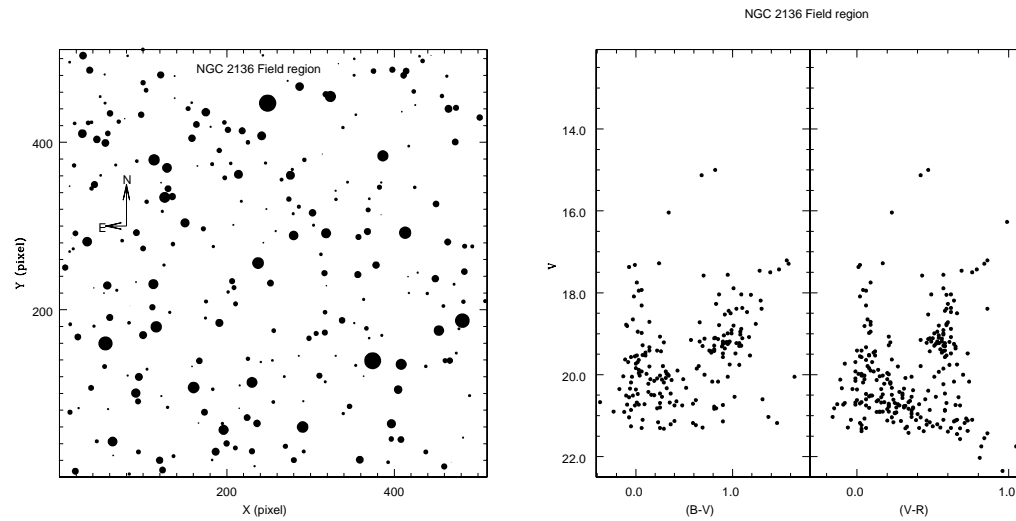 NGC 2136 Field region
NGC 2136 Field region
400
200
N
E
Y (pixel)
200
400
X (pixel)
14.0
16.0
18.0
20.0
22.0
V
0.0
1.0
0.0
1.0
(B-V)
(V-R)